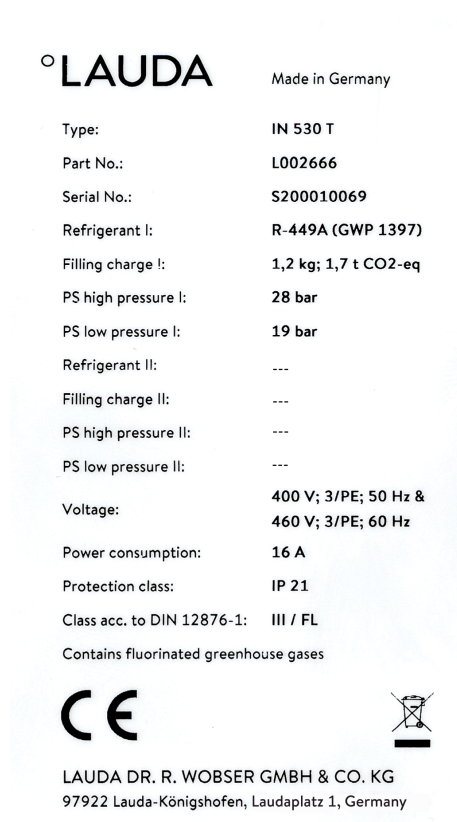 °LAUDA Made in Germany
Type: IN 530 T
Part No.: L002666
Serial No.: S200010069
Refrigerant I: R-449A (GWP 1397)
Filling charge I: 1,2 kg; 1,7 t CO2-eq
PS high pressure I: 28 bar
PS low pressure I: 19 bar
Refrigerant II: ---
Filling charge II: ---
PS high pressure II: ---
PS low pressure II: ---
Voltage: 400 V; 3/PE; 50 Hz &
460 V; 3/PE; 60 Hz
Power consumption: 16 A
Protection class: IP 21
Class acc. to DIN 12876-1: III / FL
Contains fluorinated greenhouse gases
CE
LAUDA DR. R. WOBSER GMBH & CO. KG
97922 Lauda-Königshofen, Laudaplatz 1, Germany